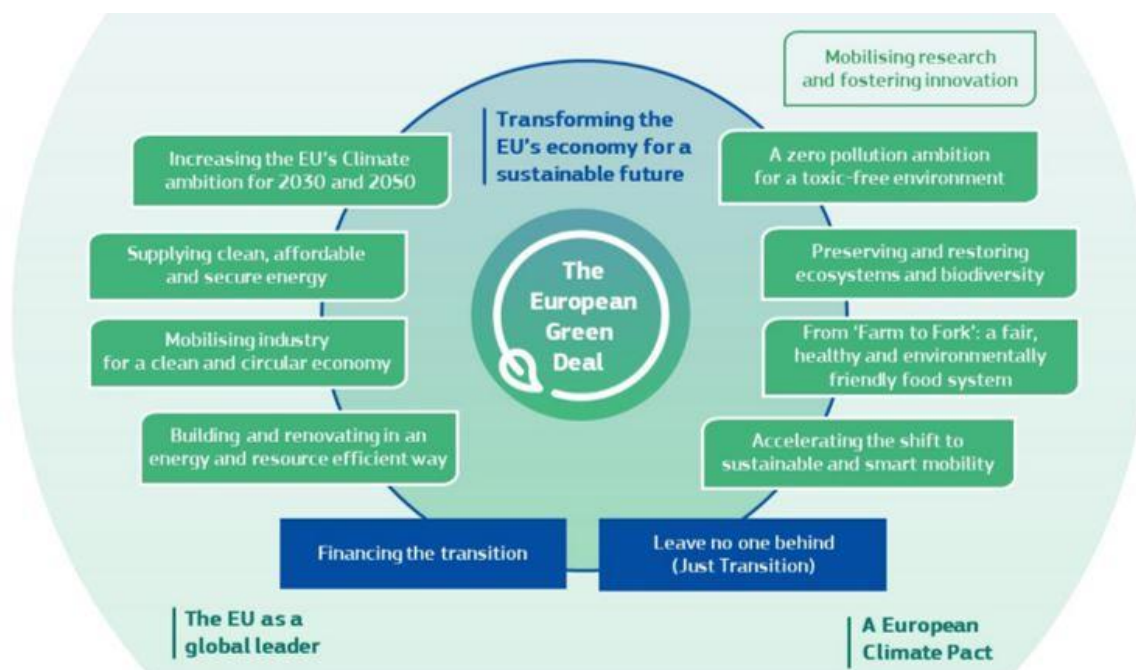 Mobilising research
and fostering innovation
Transforming the
EU's economy for a
sustainable future
Increasing the EU's Climate
ambition for 2030 and 2050
A zero pollution ambition
for a toxic-free environment
Supplying clean, affordable
and secure energy
Preserving and restoring
ecosystems and biodiversity
The
European
Green
Deal
Mobilising industry
for a clean and circular economy
From 'Farm to Fork': a fair,
healthy and environmentally
friendly food system
Building and renovating in an
energy and resource efficient way
Accelerating the shift to
sustainable and smart mobility
Financing the transition
Leave no one behind
(Just Transition)
The EU as a
global leader
A European
Climate Pact